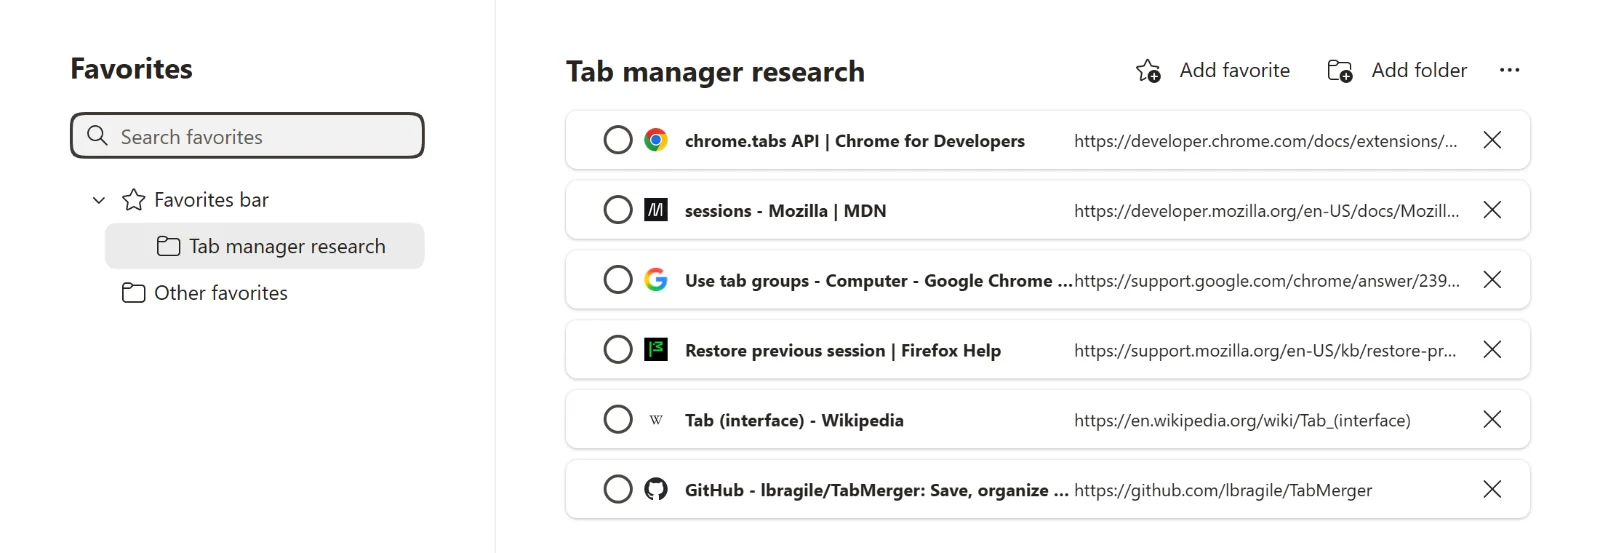 Favorites
Search favorites
Favorites bar
Tab manager research
Other favorites
Tab manager research
Add favorite
Add folder
chrome.tabs API | Chrome for Developers https://developer.chrome.com/docs/extensions/...
sessions - Mozilla | MDN https://developer.mozilla.org/en-US/docs/Mozill...
Use tab groups - Computer - Google Chrome ... https://support.google.com/chrome/answer/239...
Restore previous session | Firefox Help https://support.mozilla.org/en-US/kb/restore-pr...
W Tab (interface) - Wikipedia https://en.wikipedia.org/wiki/Tab_(interface)
GitHub - lbragile/TabMerger: Save, organize ... https://github.com/lbragile/TabMerger